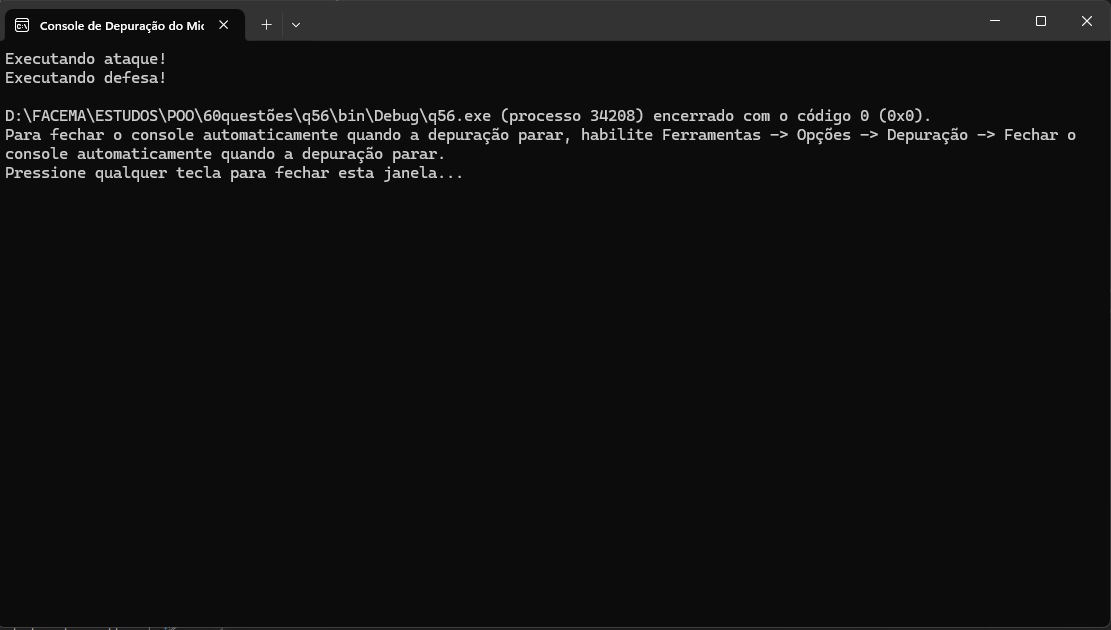 Console de Depuração do Mic
Executando ataque!
Executando defesa!
D:\FACEMA\ESTUDOS\POO\60questões\q56\bin\Debug\q56.exe (processo 34208) encerrado com o código 0 (0x0).
Para fechar o console automaticamente quando a depuração parar, habilite Ferramentas -> Opções -> Depuração -> Fechar o
console automaticamente quando a depuração parar.
Pressione qualquer tecla para fechar esta janela...